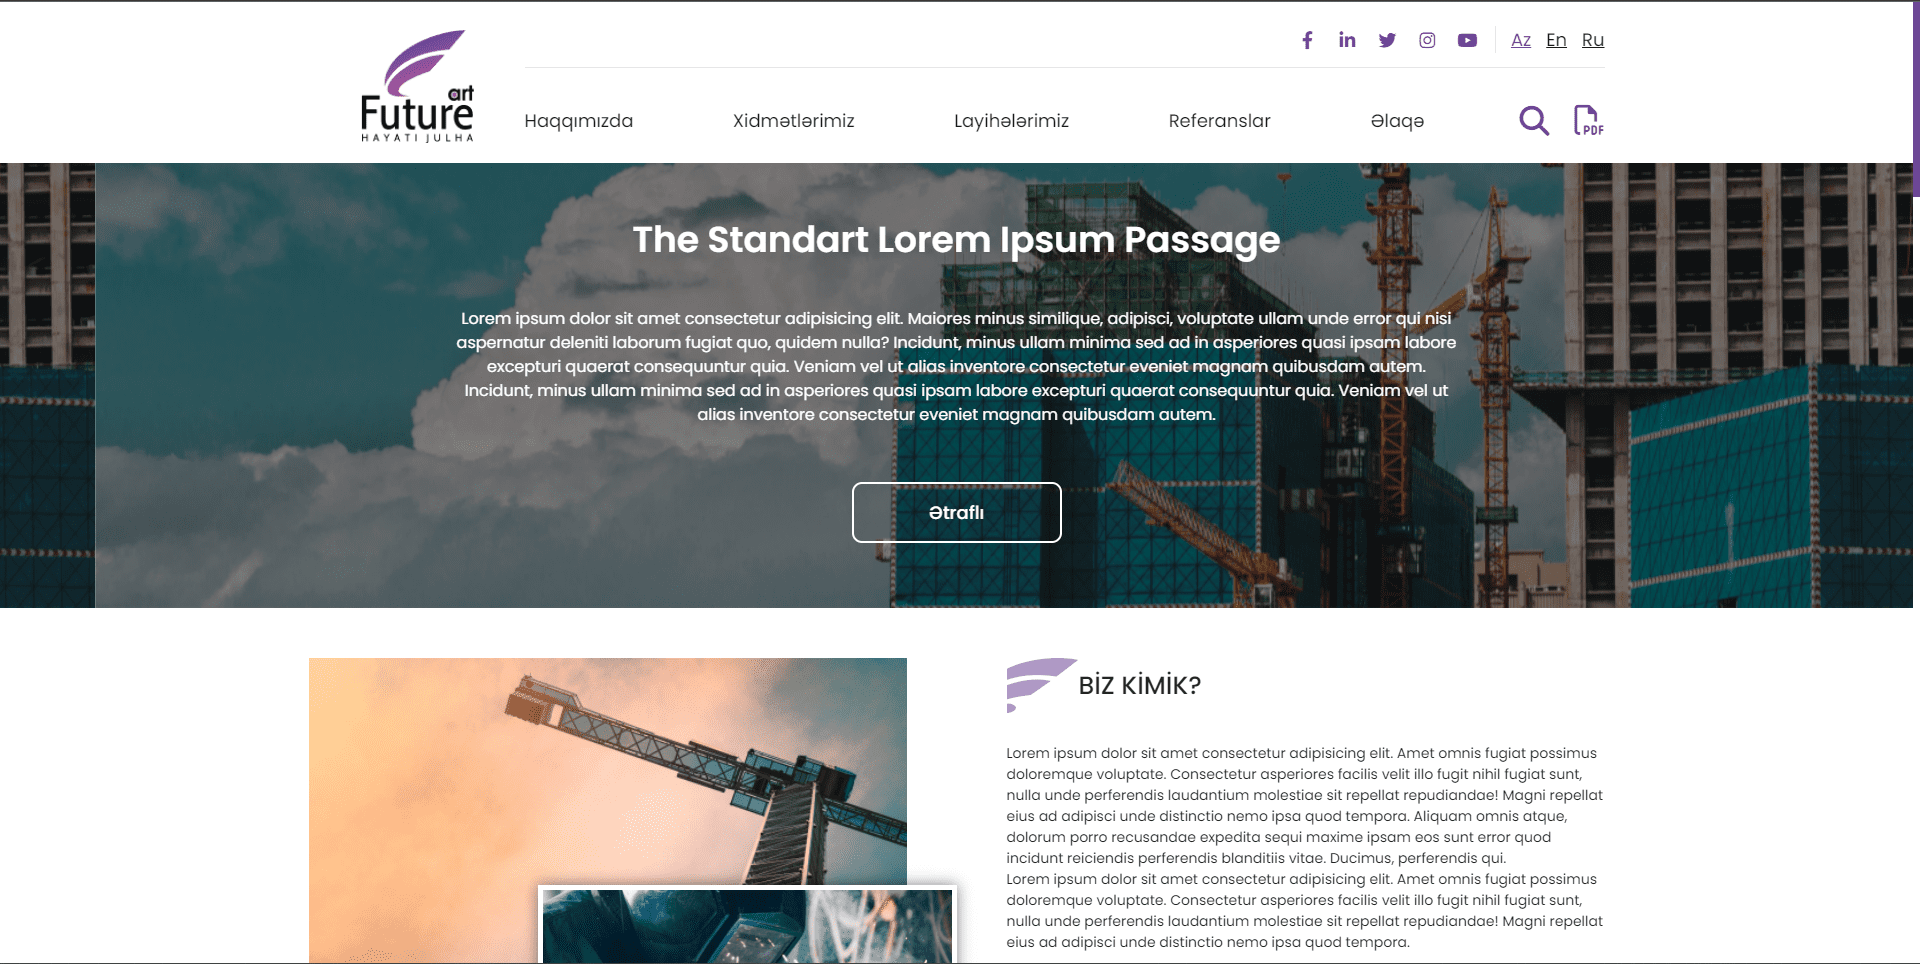 Az En Ru
art
Future
HAYATI JULHA
Haqqımızda Xidmətlərimiz Layihələrimiz Referanslar Əlaqə PDF
The Standart Lorem Ipsum Passage
Lorem ipsum dolor sit amet consectetur adipisicing elit. Maiores minus similique, adipisci, voluptate ullam unde error qui nisi
aspernatur deleniti laborum fugiat quo, quidem nulla? Incidunt, minus ullam minima sed ad in asperiores quasi ipsam labore
excepturi quaerat consequuntur quia. Veniam vel ut alias inventore consectetur eveniet magnam quibusdam autem.
Incidunt, minus ullam minima sed ad in asperiores quasi ipsam labore excepturi quaerat consequuntur quia. Veniam vel ut
alias inventore consectetur eveniet magnam quibusdam autem.
Ətraflı
BİZ KİMİK?
Lorem ipsum dolor sit amet consectetur adipisicing elit. Amet omnis fugiat possimus
doloremque voluptate. Consectetur asperiores facilis velit illo fugit nihil fugiat sunt,
nulla unde perferendis laudantium molestiae sit repellat repudiandae! Magni repellat
eius ad adipisci unde distinctio nemo ipsa quod tempora. Aliquam omnis atque,
dolorum porro recusandae expedita sequi maxime ipsam eos sunt error quod
incidunt reiciendis perferendis blanditiis vitae. Ducimus, perferendis qui.
Lorem ipsum dolor sit amet consectetur adipisicing elit. Amet omnis fugiat possimus
doloremque voluptate. Consectetur asperiores facilis velit illo fugit nihil fugiat sunt,
nulla unde perferendis laudantium molestiae sit repellat repudiandae! Magni repellat
eius ad adipisci unde distinctio nemo ipsa quod tempora.